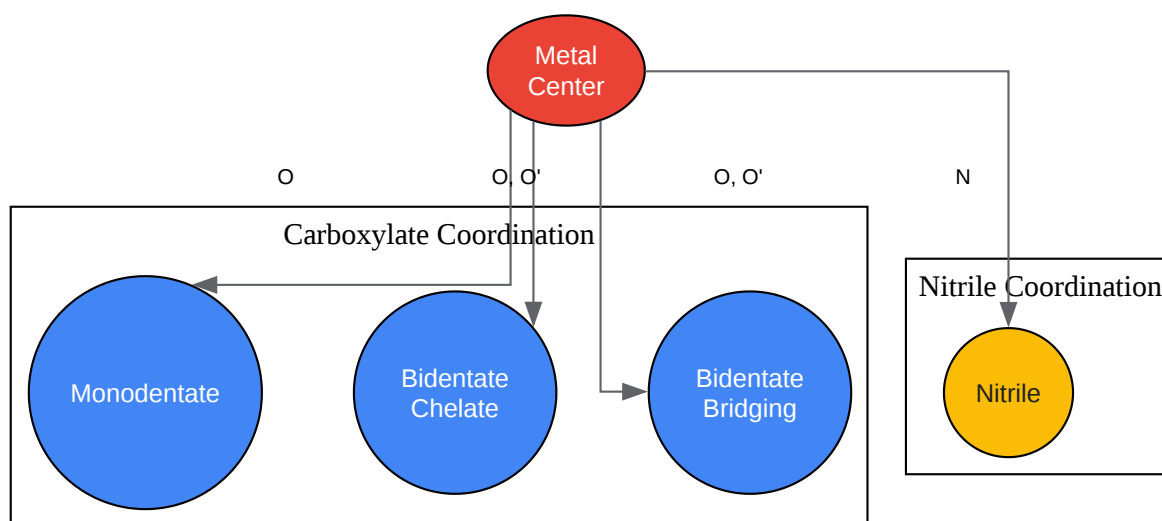 Metal
Center
O
O, O'
O, O'
N
Carboxylate Coordination
Nitrile Coordination
Monodentate
Bidentate
Chelate
Bidentate
Bridging
Nitrile